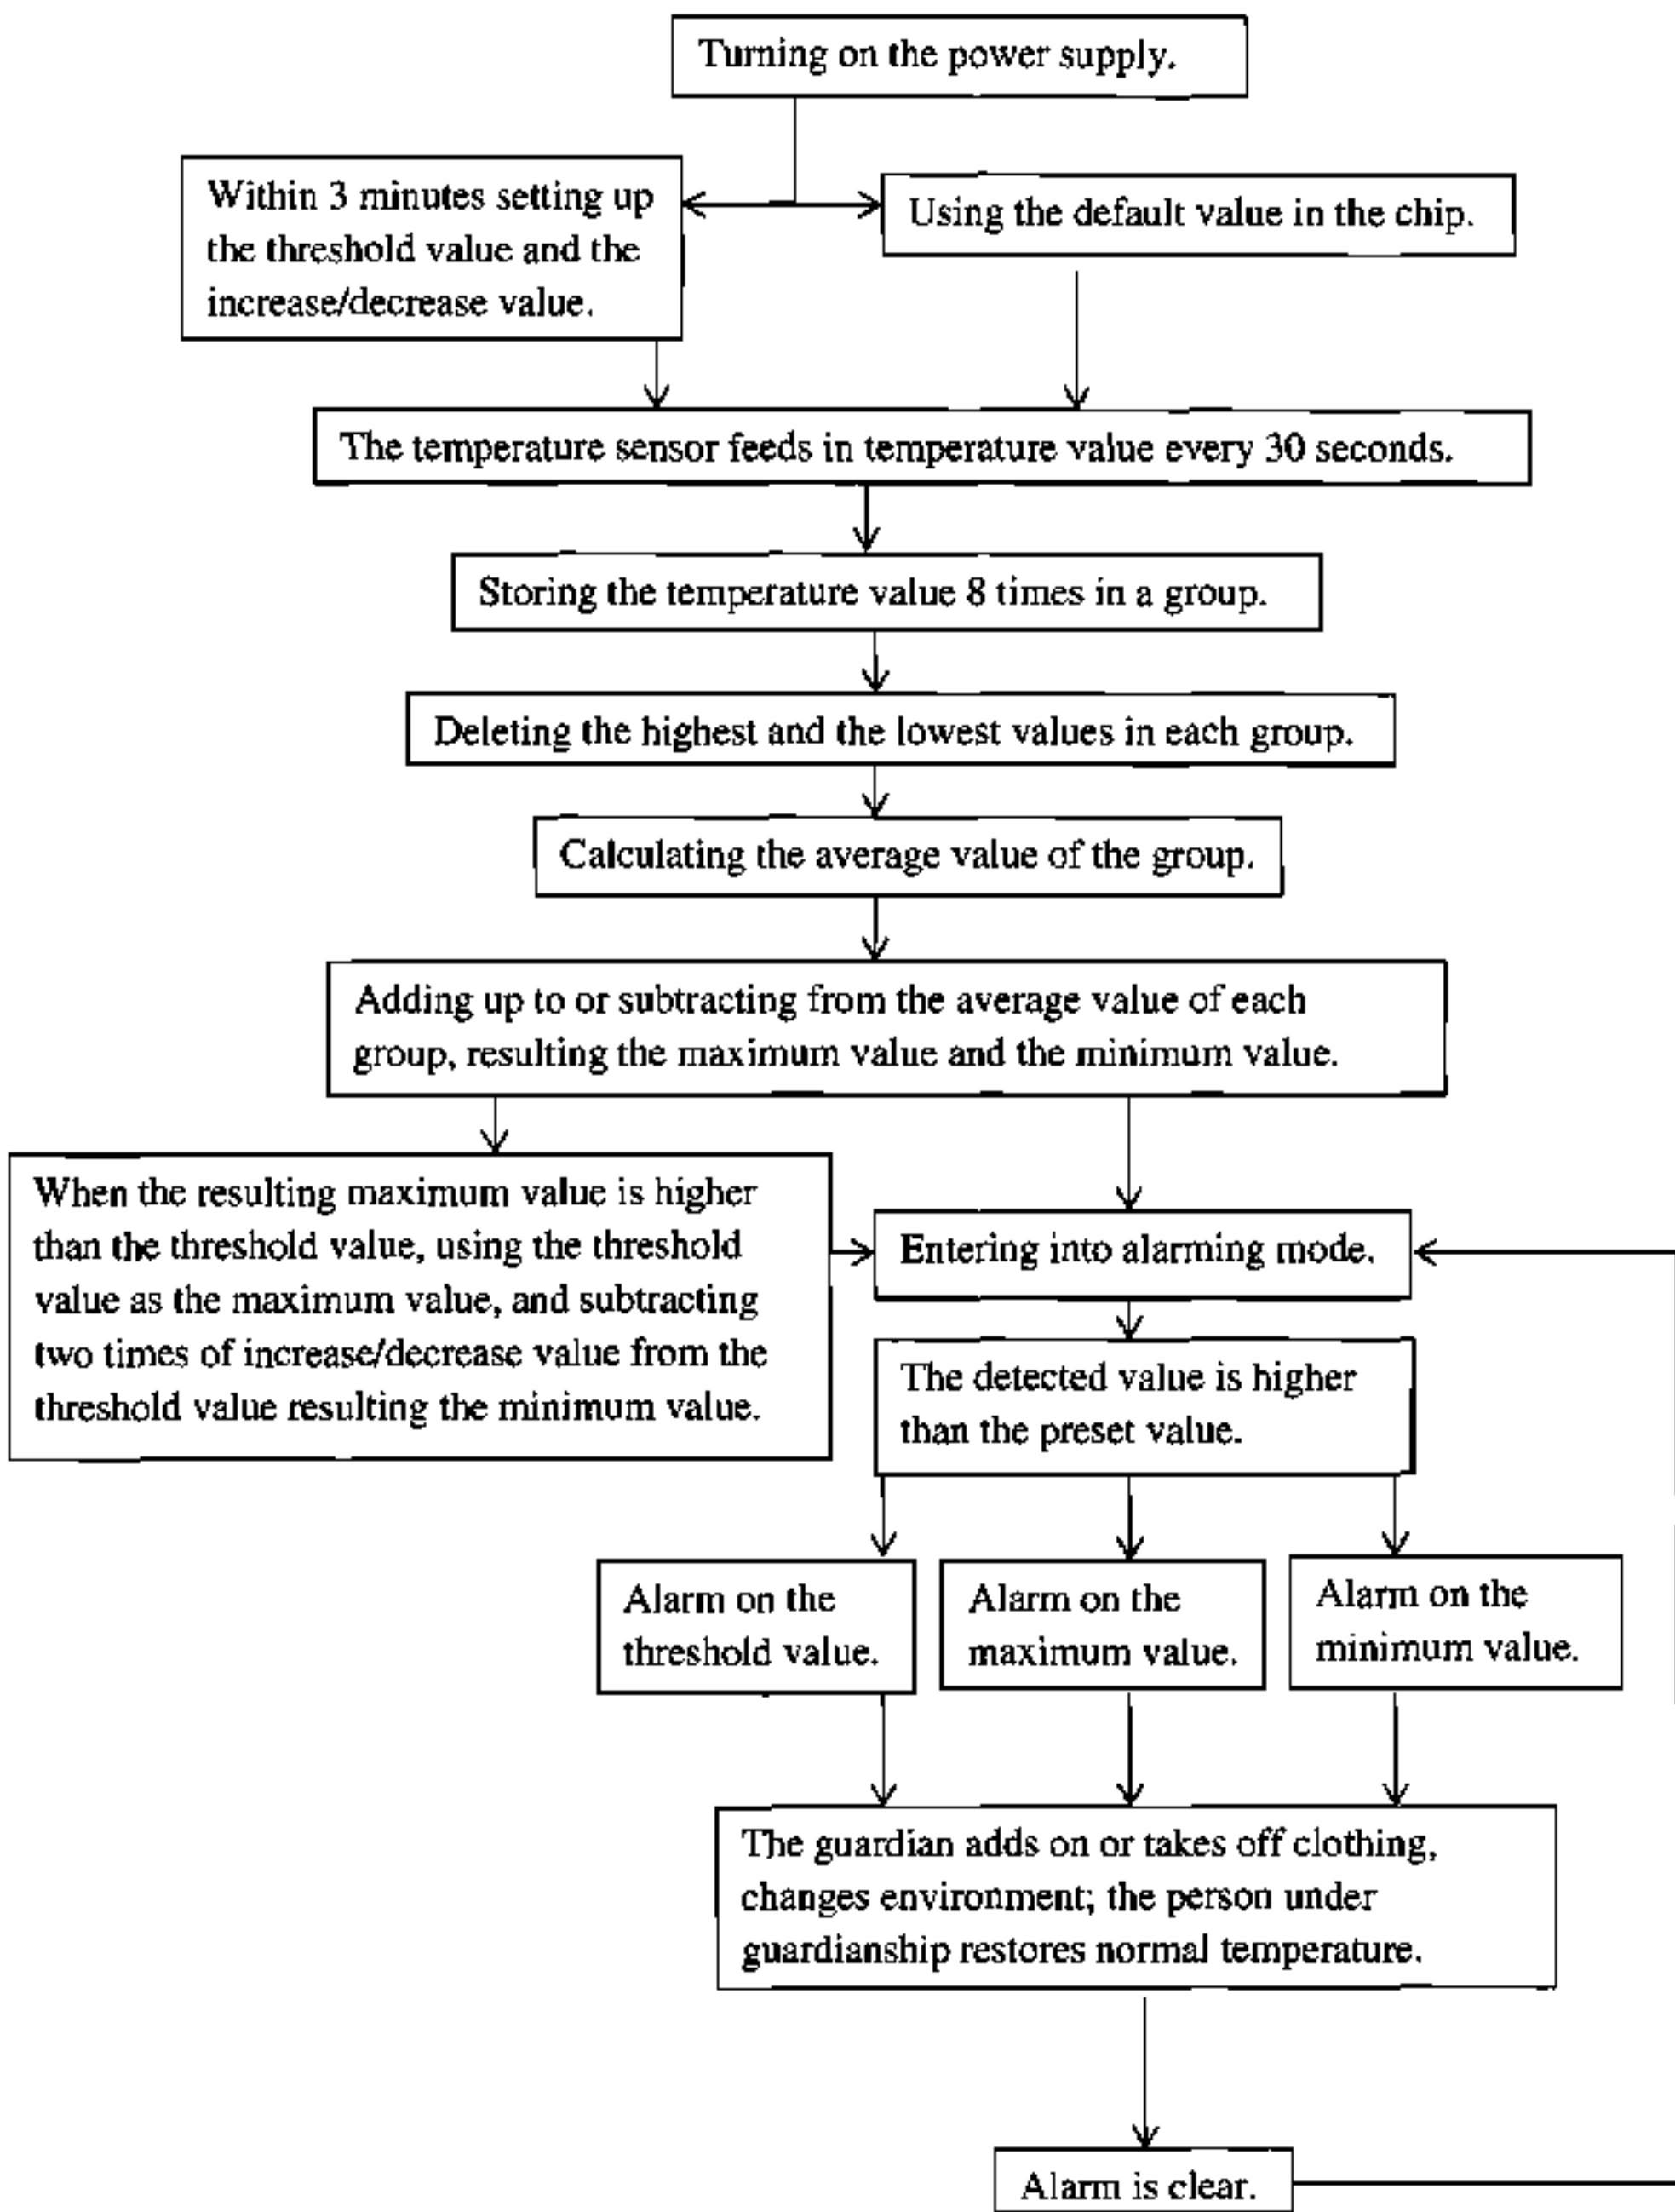 Turning on the power supply.
Within 3 minutes setting up
the threshold value and the
increase/decrease value.
Using the default value in the chip.
The temperature sensor feeds in temperature value every 30 seconds.
Storing the temperature value 8 times in a group.
Deleting the highest and the lowest values in each group.
Calculating the average value of the group.
Adding up to or subtracting from the average value of each
group, resulting the maximum value and the minimum value.
When the resulting maximum value is higher
than the threshold value, using the threshold
value as the maximum value, and subtracting
two times of increase/decrease value from the
threshold value resulting the minimum value.
Entering into alarming mode.
The detected value is higher
than the preset value.
Alarm on the
threshold value.
Alarm on the
maximum value.
Alarm on the
minimum value.
The guardian adds on or takes off clothing,
changes environment; the person under
guardianship restores normal temperature.
Alarm is clear.